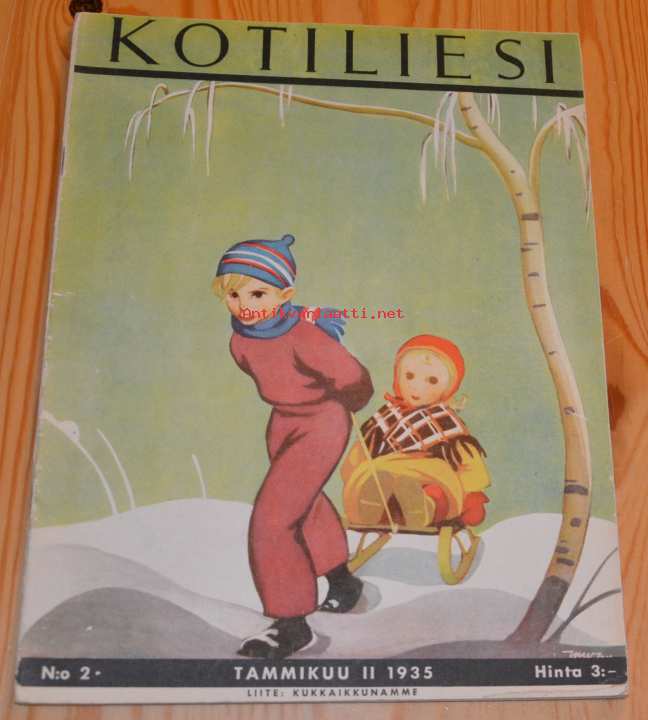 KOTILIESI
Antikvariaatti.net
N:o 2•
TAMMIKUU II 1935
Hinta 3:–
LIITE: KUKKAIKKUNAMME